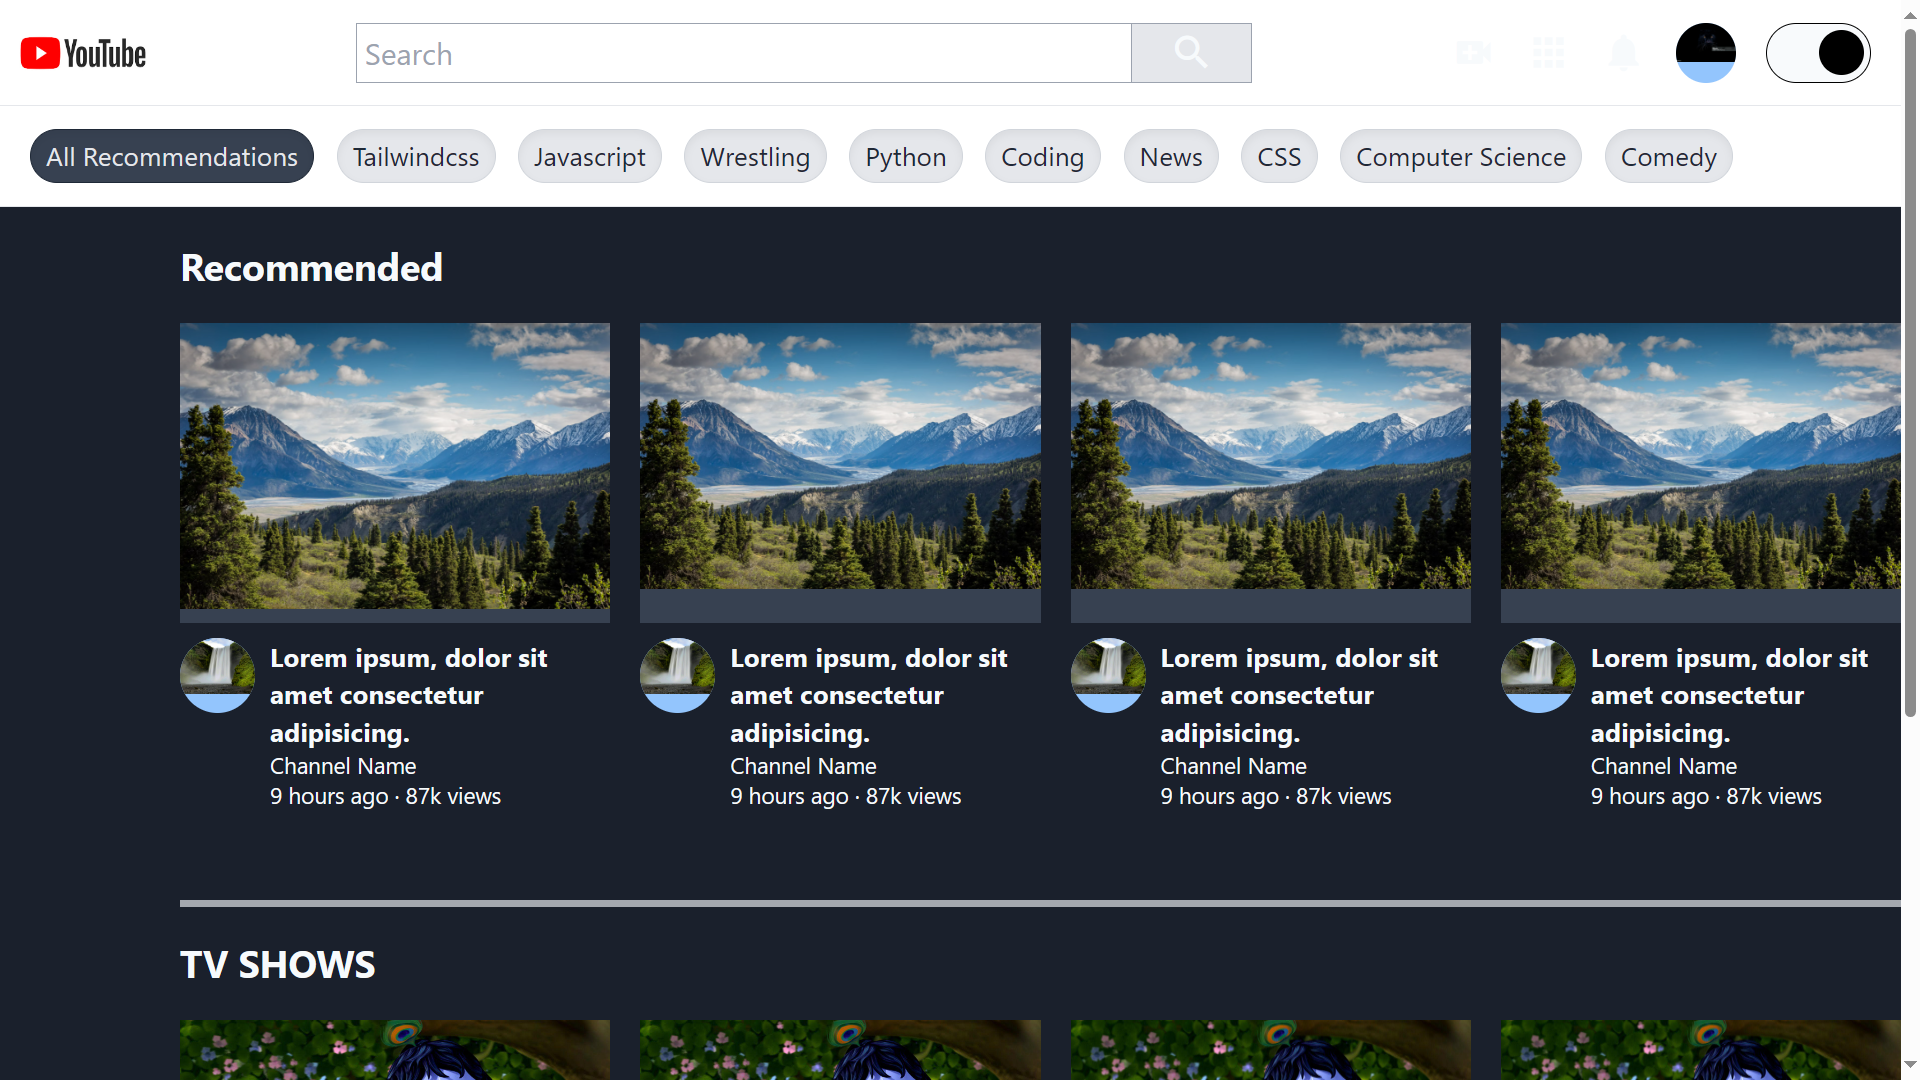 YouTube
Search
All Recommendations
Tailwindcss
Javascript
Wrestling
Python
Coding
News
CSS
Computer Science
Comedy
Recommended
Lorem ipsum, dolor sit
amet consectetur
adipisicing.
Channel Name
9 hours ago · 87k views
Lorem ipsum, dolor sit
amet consectetur
adipisicing.
Channel Name
9 hours ago · 87k views
Lorem ipsum, dolor sit
amet consectetur
adipisicing.
Channel Name
9 hours ago · 87k views
Lorem ipsum, dolor sit
amet consectetur
adipisicing.
Channel Name
9 hours ago · 87k views
TV SHOWS